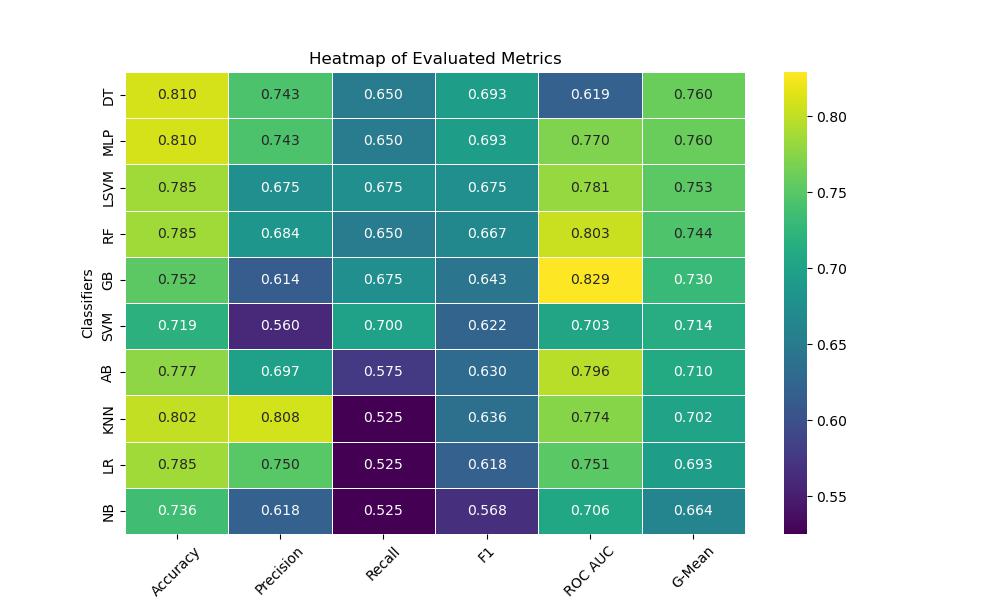 Heatmap of Evaluated Metrics
Classifiers
DT 0.810 0.743 0.650 0.693 0.619 0.760
MLP 0.810 0.743 0.650 0.693 0.770 0.760
LSVM 0.785 0.675 0.675 0.675 0.781 0.753
RF 0.785 0.684 0.650 0.667 0.803 0.744
GB 0.752 0.614 0.675 0.643 0.829 0.730
SVM 0.719 0.560 0.700 0.622 0.703 0.714
AB 0.777 0.697 0.575 0.630 0.796 0.710
KNN 0.802 0.808 0.525 0.636 0.774 0.702
LR 0.785 0.750 0.525 0.618 0.751 0.693
NB 0.736 0.618 0.525 0.568 0.706 0.664
Accuracy Precision Recall F1 ROC AUC G-Mean
0.80
0.75
0.70
0.65
0.60
0.55